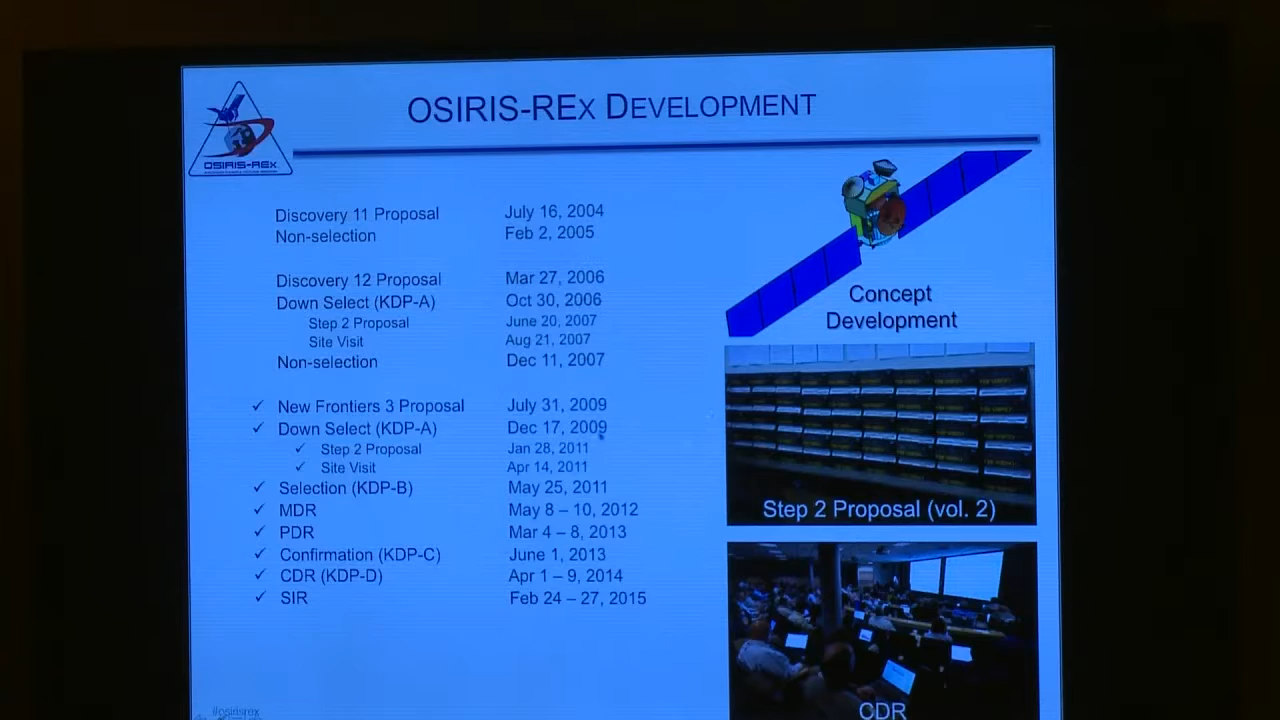 OSIRIS-REx DEVELOPMENT
OSIRIS-REx
Discovery 11 Proposal July 16, 2004
Non-selection Feb 2, 2005
Discovery 12 Proposal Mar 27, 2006
Down Select (KDP-A) Oct 30, 2006
Step 2 Proposal June 20, 2007
Site Visit Aug 21, 2007
Non-selection Dec 11, 2007
✓ New Frontiers 3 Proposal July 31, 2009
✓ Down Select (KDP-A) Dec 17, 2009
✓ Step 2 Proposal Jan 28, 2011
✓ Site Visit Apr 14, 2011
✓ Selection (KDP-B) May 25, 2011
✓ MDR May 8 – 10, 2012
✓ PDR Mar 4 – 8, 2013
✓ Confirmation (KDP-C) June 1, 2013
✓ CDR (KDP-D) Apr 1 – 9, 2014
✓ SIR Feb 24 – 27, 2015
Concept
Development
Step 2 Proposal (vol. 2)
CDR
#osirisrex